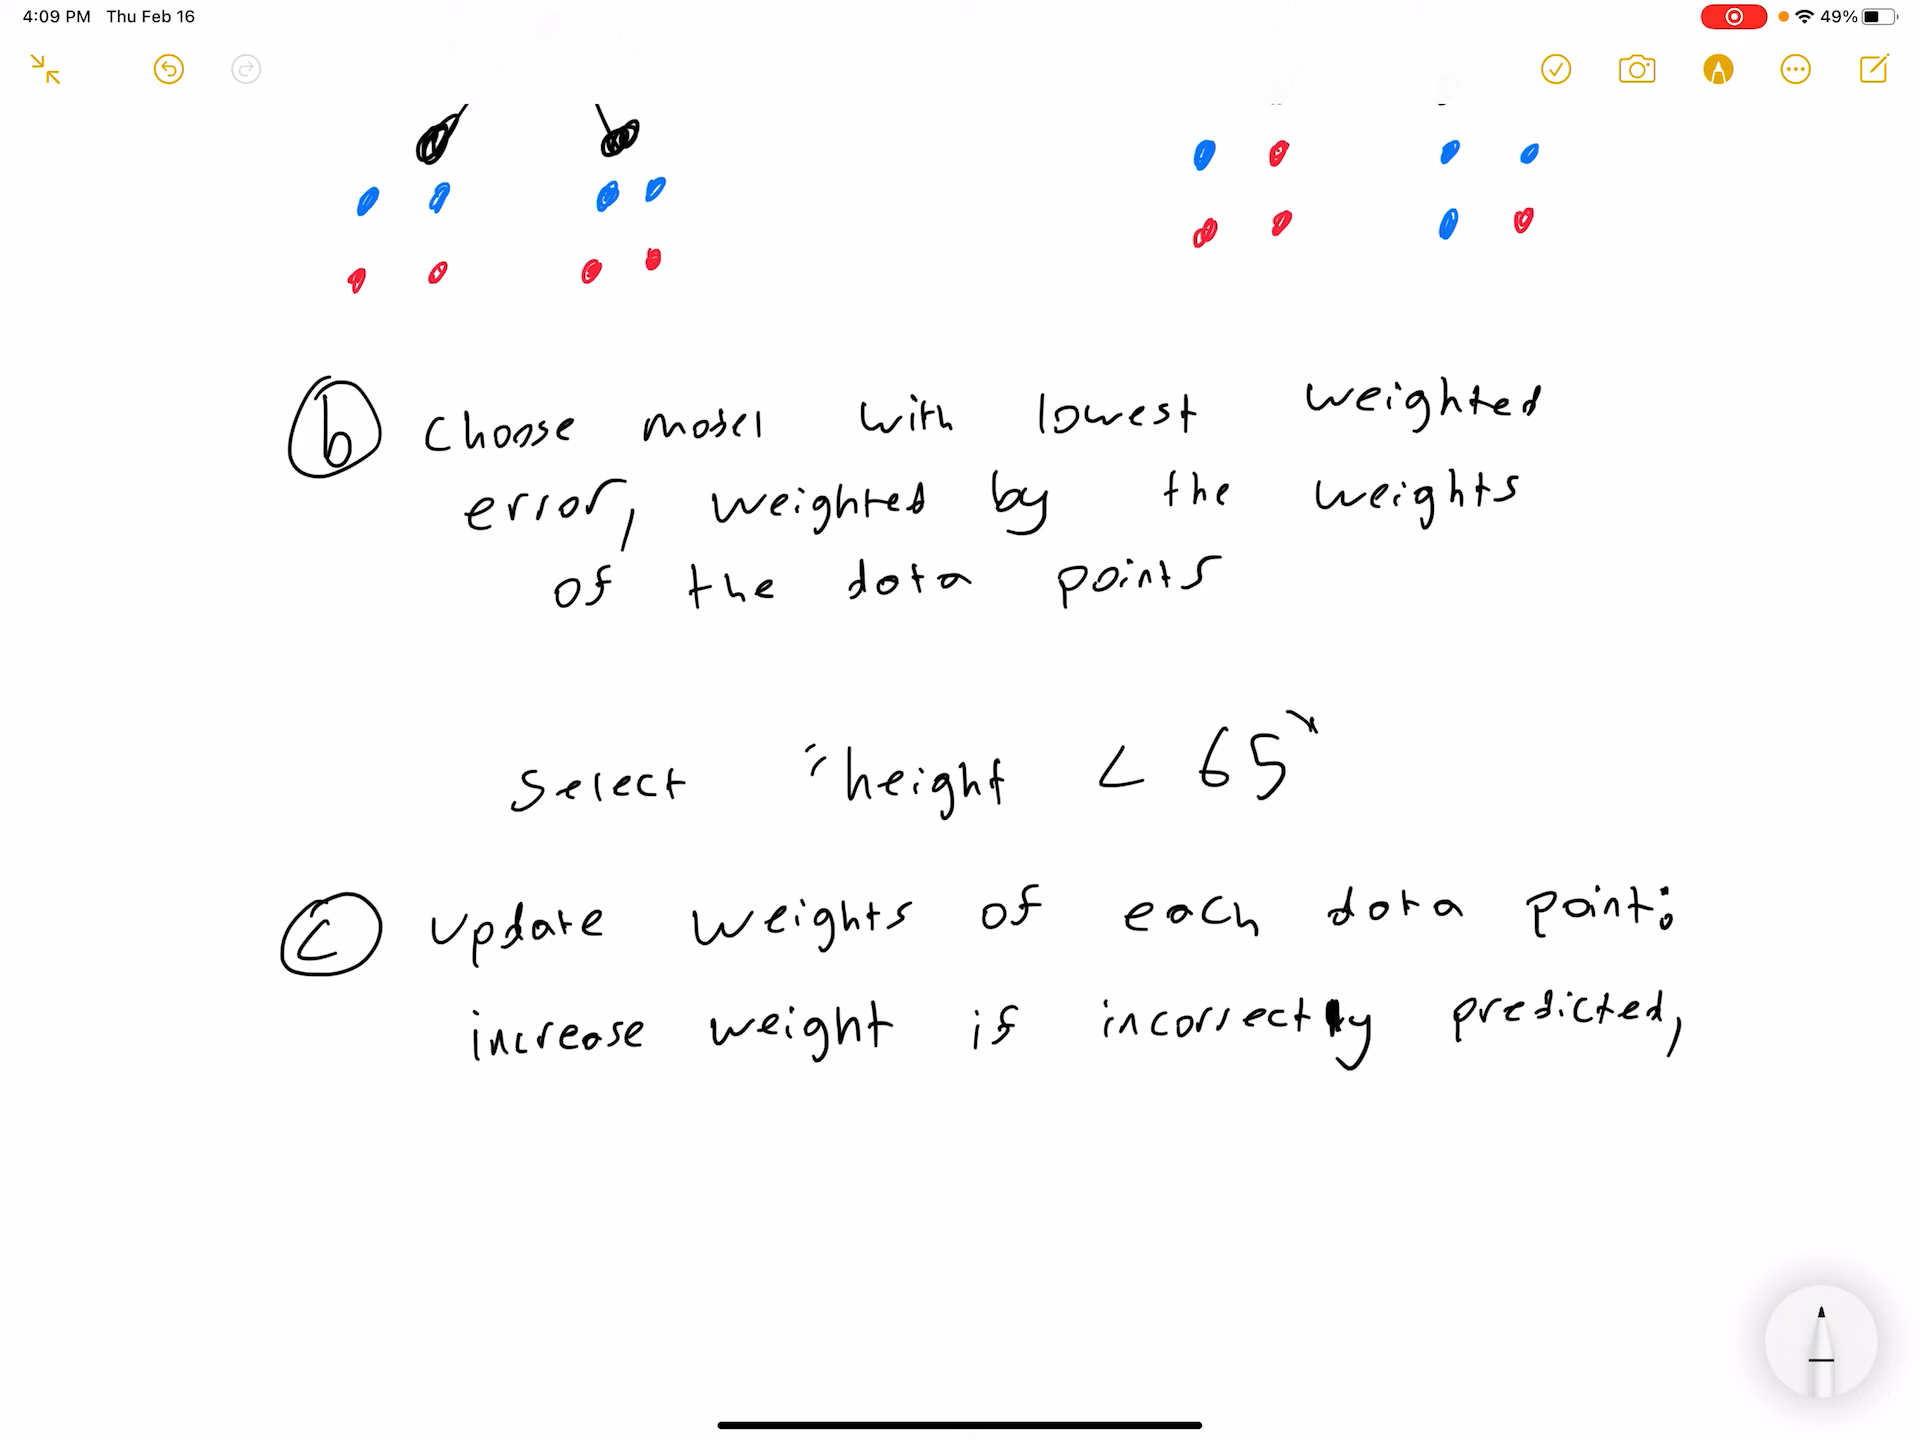 4:09 PM Thu Feb 16
49%
b choose model with lowest weighted
error, weighted by the weights
of the data points
select "height < 65"
c update weights of each data point:
increase weight if incorrectly predicted,